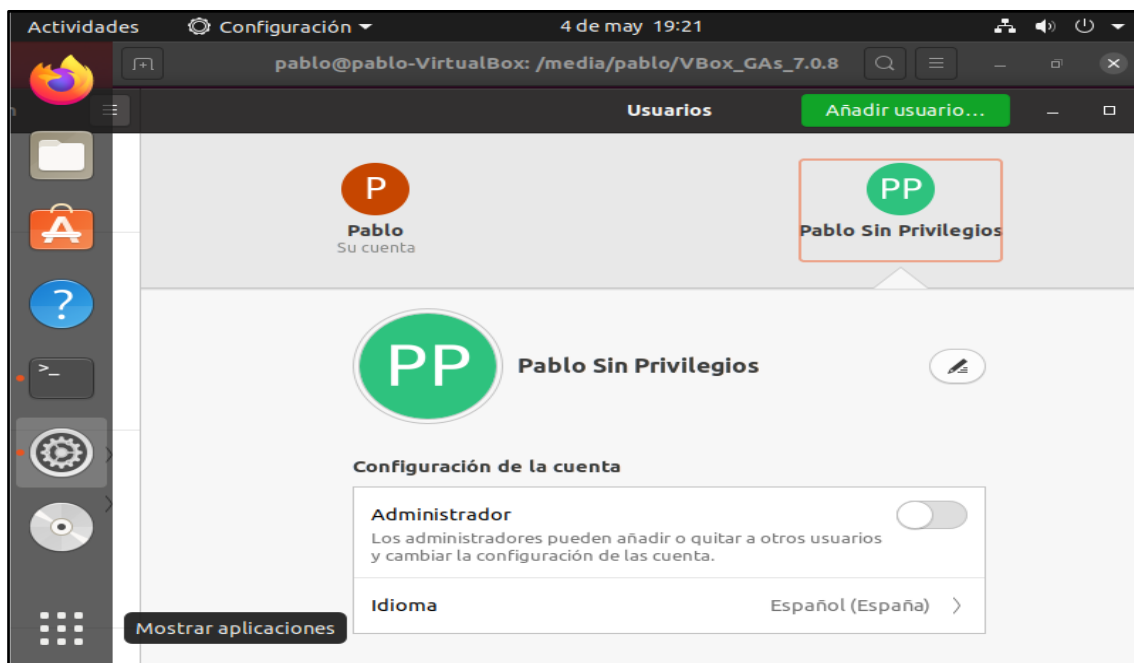 Actividades Configuración 4 de may 19:21
pablo@pablo-VirtualBox: /media/pablo/VBox_GAs_7.0.8
Usuarios Añadir usuario...
P PP
Pablo Pablo Sin Privilegios
Su cuenta
PP Pablo Sin Privilegios
Configuración de la cuenta
Administrador
Los administradores pueden añadir o quitar a otros usuarios
y cambiar la configuración de las cuenta.
Idioma Español (España)
Mostrar aplicaciones